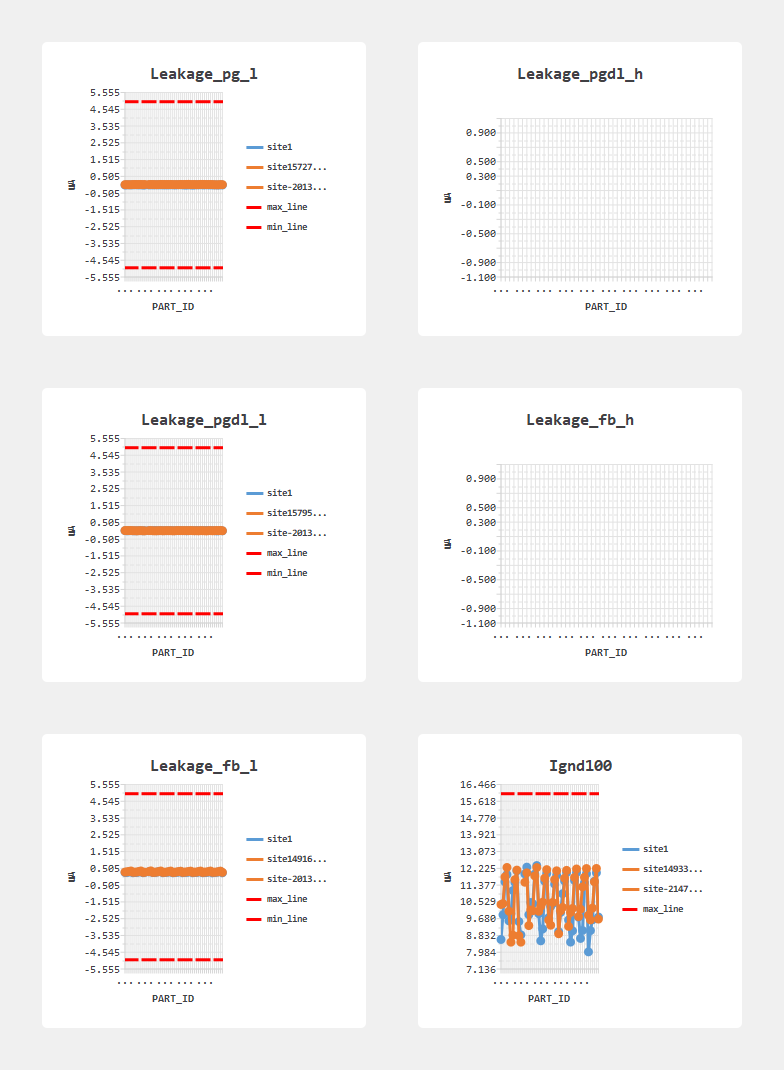 Leakage_pg_l
5.555
4.545
3.535
2.525
1.515
0.505
-0.505
-1.515
-2.525
-3.535
-4.545
-5.555
UA
site1
site15727...
site-2013...
max_line
min_line
... ... ... ... ...
PART_ID
Leakage_pgdl_h
0.900
0.500
0.300
-0.100
-0.500
-0.900
-1.100
UA
... ... ... ... ... ... ... ... ... ...
PART_ID
Leakage_pgdl_l
5.555
4.545
3.535
2.525
1.515
0.505
-0.505
-1.515
-2.525
-3.535
-4.545
-5.555
UA
site1
site15795...
site-2013...
max_line
min_line
... ... ... ... ...
PART_ID
Leakage_fb_h
0.900
0.500
0.300
-0.100
-0.500
-0.900
-1.100
UA
... ... ... ... ... ... ... ... ... ...
PART_ID
Leakage_fb_l
5.555
4.545
3.535
2.525
1.515
0.505
-0.505
-1.515
-2.525
-3.535
-4.545
-5.555
UA
site1
site14916...
site-2013...
max_line
min_line
... ... ... ... ...
PART_ID
Ignd100
16.466
15.618
14.770
13.921
13.073
12.225
11.377
10.529
9.680
8.832
7.984
7.136
UA
site1
site14933...
site-2147...
max_line
... ... ... ... ...
PART_ID